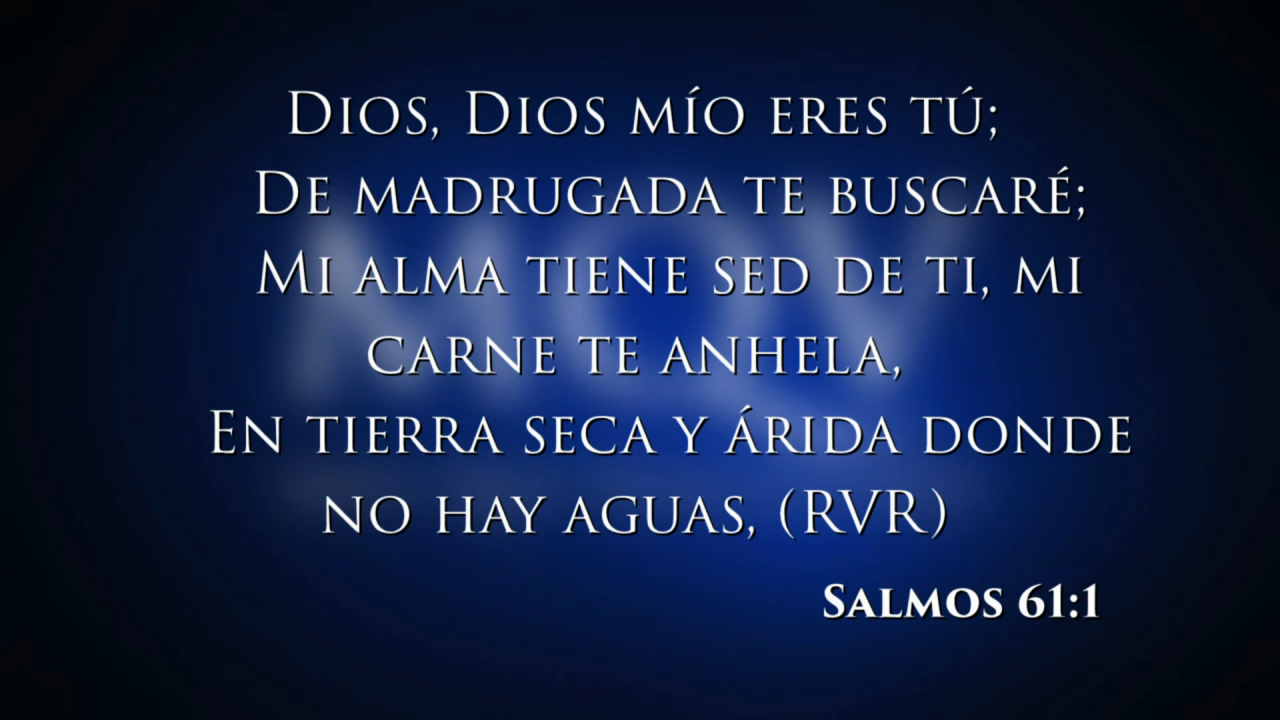 Dios, Dios mío eres tú;
De madrugada te buscaré;
Mi alma tiene sed de ti, mi
carne te anhela,
En tierra seca y árida donde
no hay aguas, (RVR)
Salmos 61:1